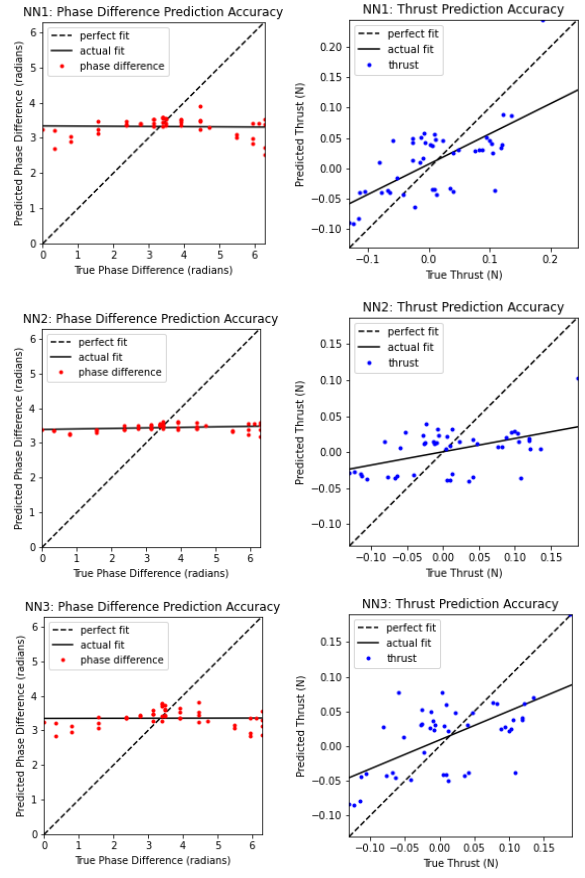 NN1: Phase Difference Prediction Accuracy
perfect fit
actual fit
phase difference
Predicted Phase Difference (radians)
6
5
4
3
2
1
0
0 1 2 3 4 5 6
True Phase Difference (radians)
NN1: Thrust Prediction Accuracy
perfect fit
actual fit
thrust
Predicted Thrust (N)
0.20
0.15
0.10
0.05
0.00
−0.05
−0.10
−0.1 0.0 0.1 0.2
True Thrust (N)
NN2: Phase Difference Prediction Accuracy
perfect fit
actual fit
phase difference
Predicted Phase Difference (radians)
6
5
4
3
2
1
0
0 1 2 3 4 5 6
True Phase Difference (radians)
NN2: Thrust Prediction Accuracy
perfect fit
actual fit
thrust
Predicted Thrust (N)
0.15
0.10
0.05
0.00
−0.05
−0.10
−0.10 −0.05 0.00 0.05 0.10 0.15
True Thrust (N)
NN3: Phase Difference Prediction Accuracy
perfect fit
actual fit
phase difference
Predicted Phase Difference (radians)
6
5
4
3
2
1
0
0 1 2 3 4 5 6
True Phase Difference (radians)
NN3: Thrust Prediction Accuracy
perfect fit
actual fit
thrust
Predicted Thrust (N)
0.15
0.10
0.05
0.00
−0.05
−0.10
−0.10 −0.05 0.00 0.05 0.10 0.15
True Thrust (N)